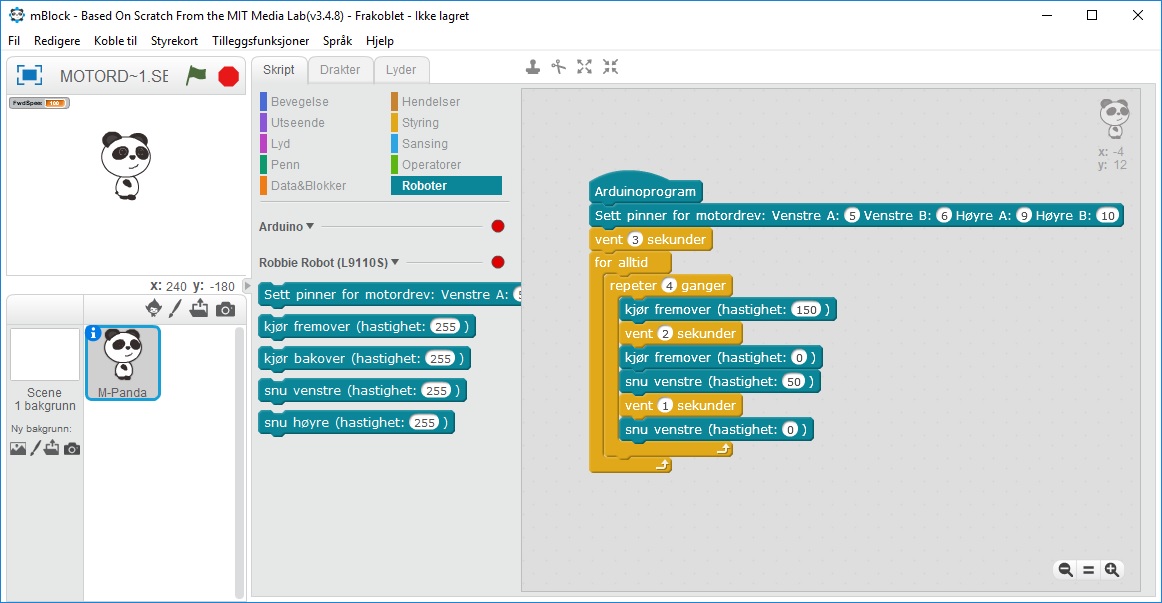 mBlock - Based On Scratch From the MIT Media Lab(v3.4.8) - Frakoblet - Ikke lagret
Fil Redigere Koble til Styrekort Tilleggsfunksjoner Språk Hjelp
MOTORD~1.SE
FwdSpee: 100
x: 240 y: -180
Scene
1 bakgrunn
Ny bakgrunn:
M-Panda
Skript Drakter Lyder
Bevegelse Hendelser
Utseende Styring
Lyd Sansing
Penn Operatorer
Data&Blokker Roboter
Arduino
Robbie Robot (L9110S)
Sett pinner for motordrev: Venstre A: 5
kjør fremover (hastighet: 255 )
kjør bakover (hastighet: 255 )
snu venstre (hastighet: 255 )
snu høyre (hastighet: 255 )
x: -4
y: 12
Arduinoprogram
Sett pinner for motordrev: Venstre A: 5 Venstre B: 6 Høyre A: 9 Høyre B: 10
vent 3 sekunder
for alltid
repeter 4 ganger
kjør fremover (hastighet: 150 )
vent 2 sekunder
kjør fremover (hastighet: 0 )
snu venstre (hastighet: 50 )
vent 1 sekunder
snu venstre (hastighet: 0 )